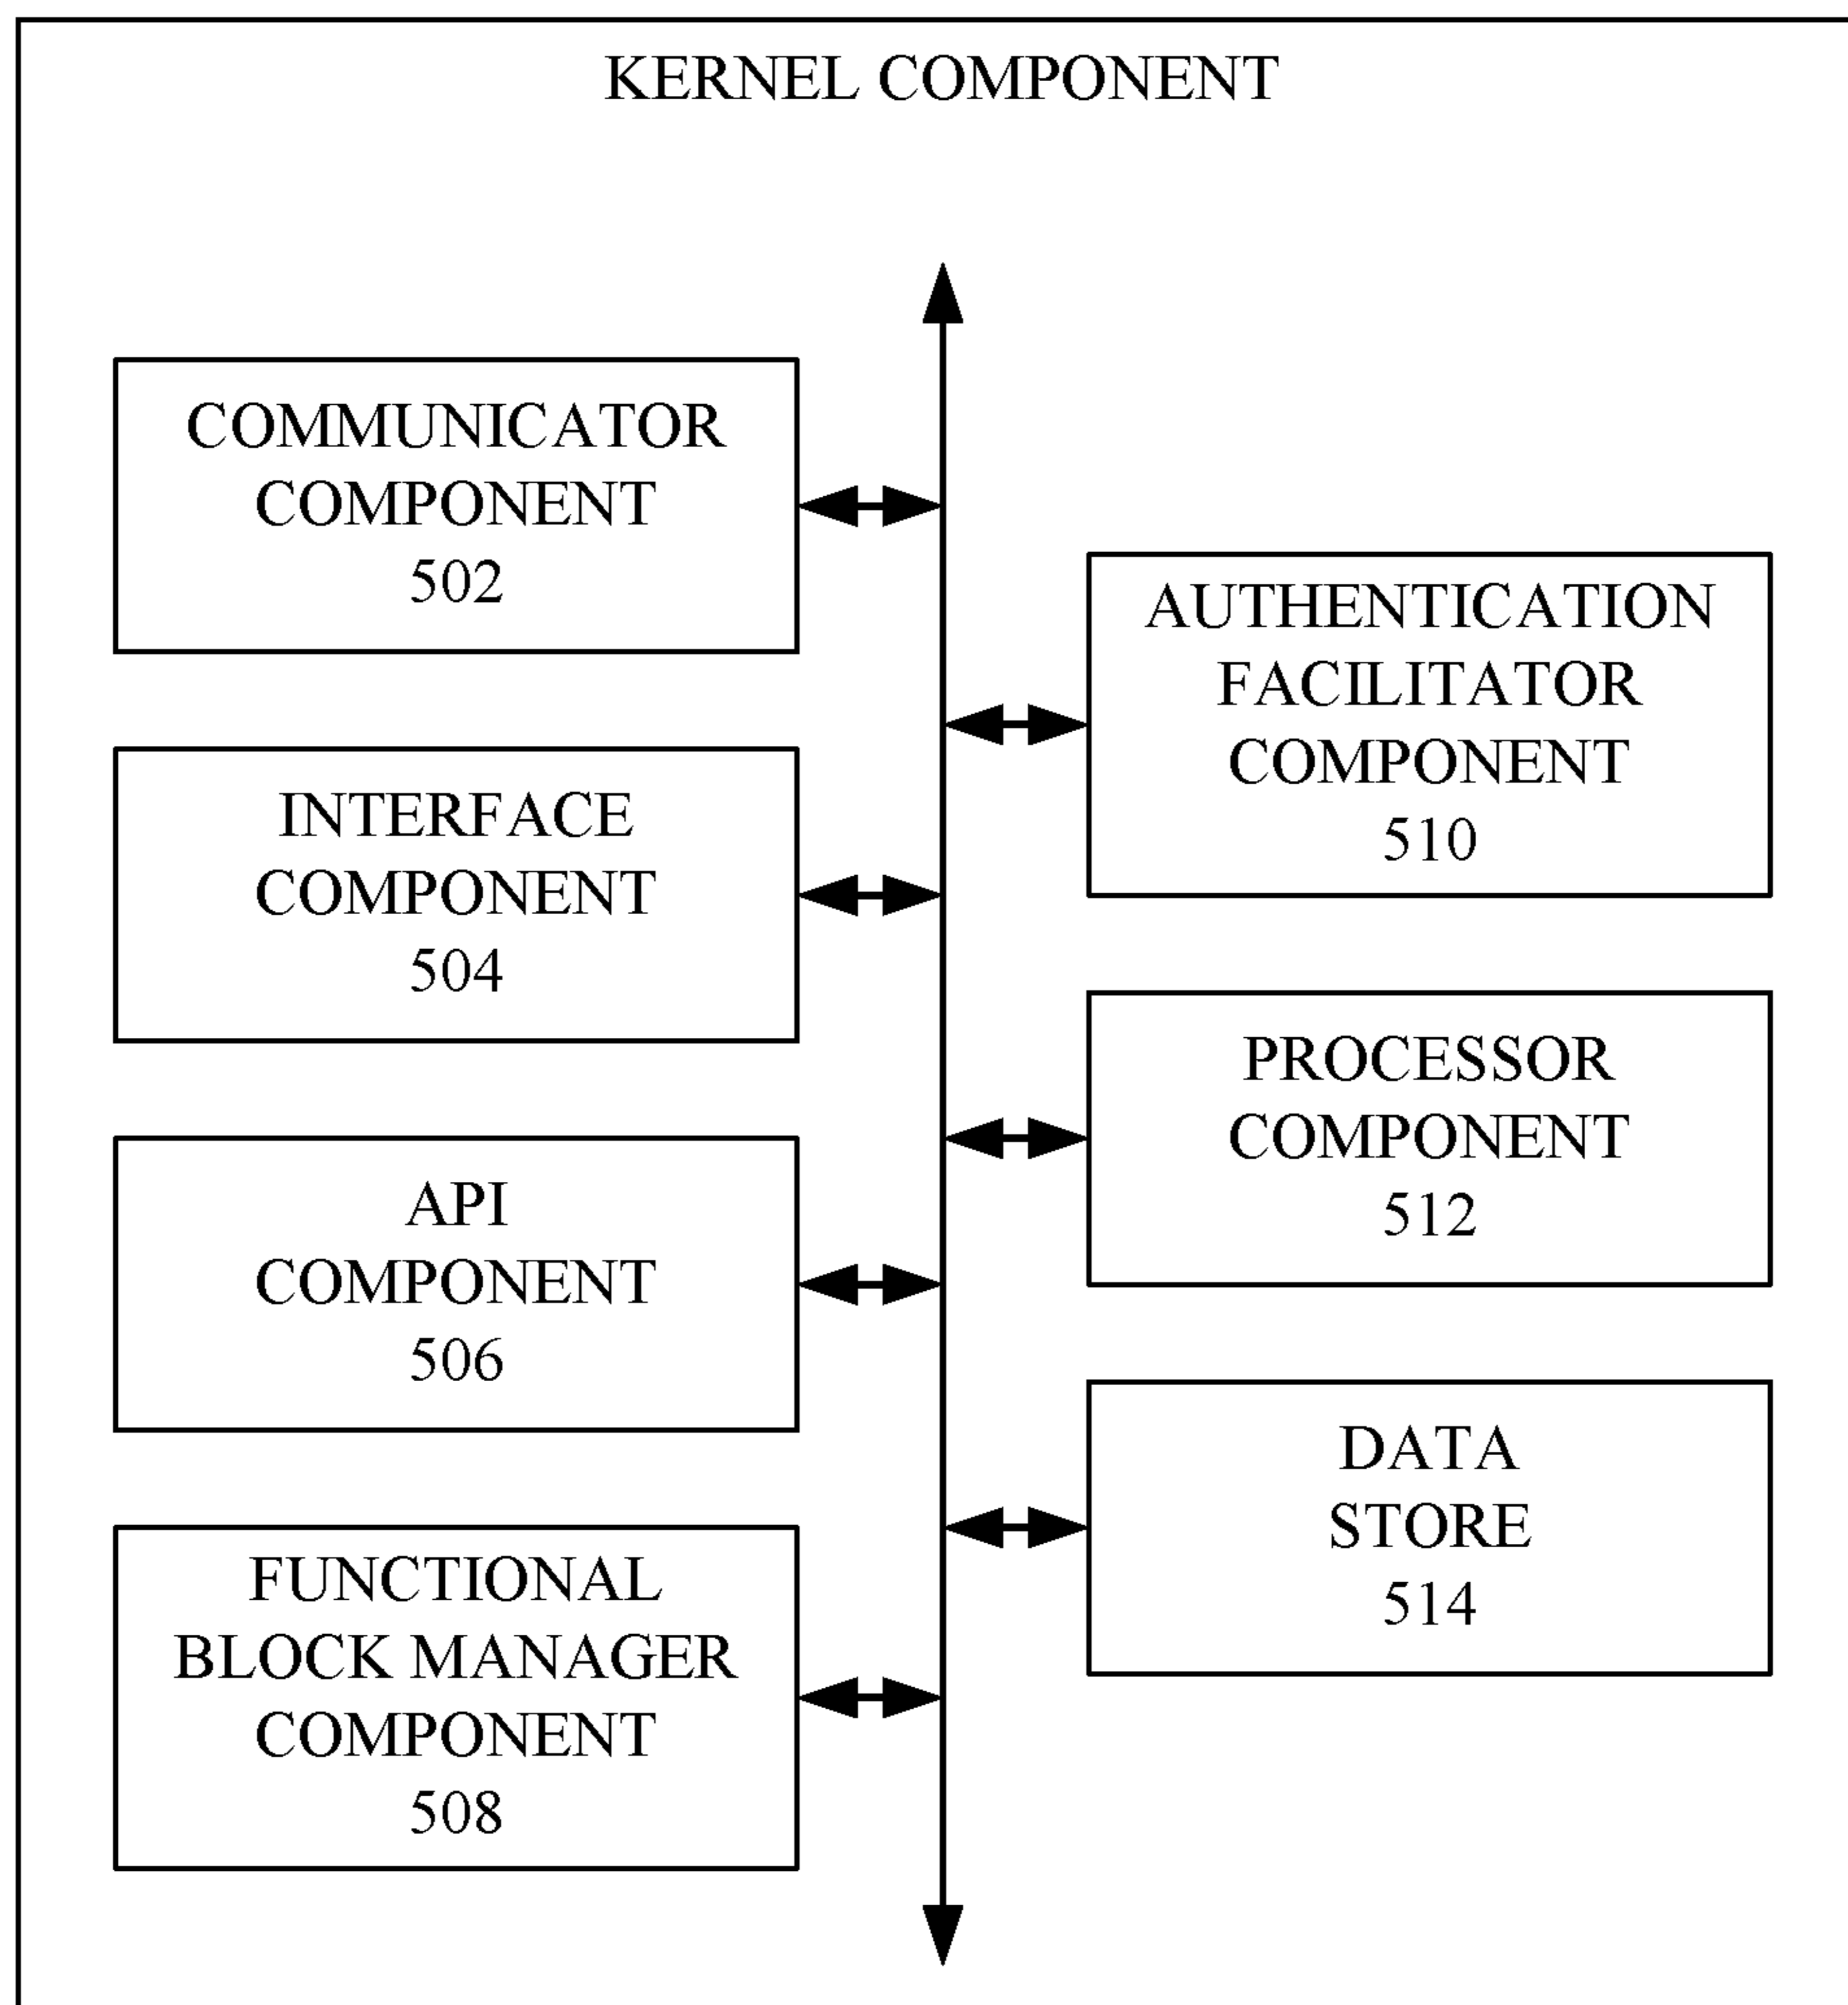 KERNEL COMPONENT
COMMUNICATOR
COMPONENT
502
INTERFACE
COMPONENT
504
API
COMPONENT
506
FUNCTIONAL
BLOCK MANAGER
COMPONENT
508
AUTHENTICATION
FACILITATOR
COMPONENT
510
PROCESSOR
COMPONENT
512
DATA
STORE
514